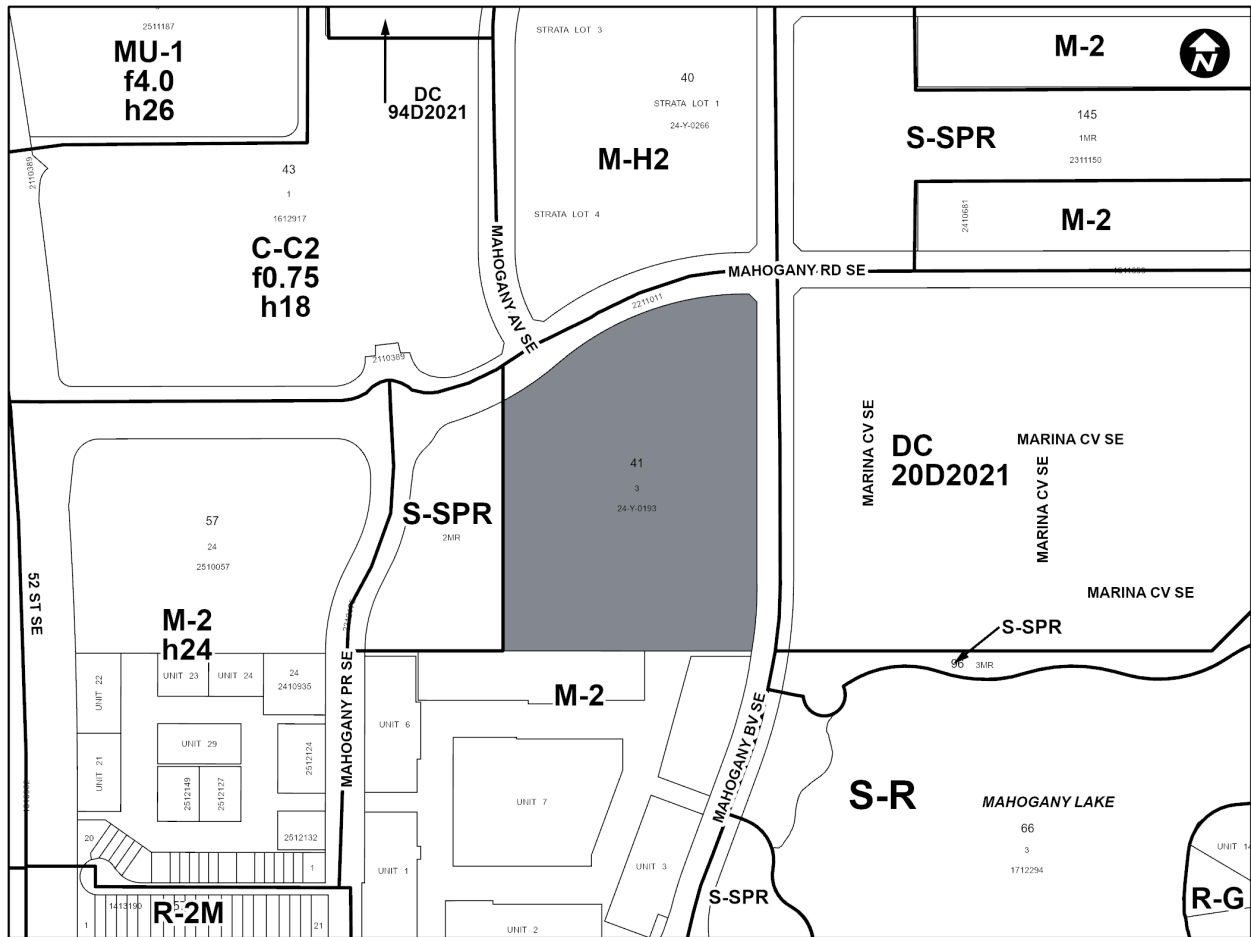 2511187
MU-1
f4.0
h26
DC
94D2021
STRATA LOT 3
40
STRATA LOT 1
24-Y-0266
M-H2
STRATA LOT 4
M-2
N
145
1MR
2311150
S-SPR
2410681
M-2
2110389
43
1
1612917
C-C2
f0.75
h18
MAHOGANY AV SE
MAHOGANY RD SE
2211011
2110389
41
3
24-Y-0193
S-SPR
2MR
MARINA CV SE
DC
20D2021
MARINA CV SE
MARINA CV SE
MARINA CV SE
57
24
2510057
52 ST SE
M-2
h24
S-SPR
96
3MR
UNIT 22
UNIT 23
UNIT 24
24
2410935
MAHOGANY PR SE
M-2
MAHOGANY BV SE
UNIT 6
UNIT 29
2512124
UNIT 21
2512149
2512127
UNIT 7
S-R
MAHOGANY LAKE
66
3
1712294
20
2512132
1
UNIT 1
UNIT 3
UNIT 14
R-G
S-SPR
1413190
R-2M
1
21
UNIT 2